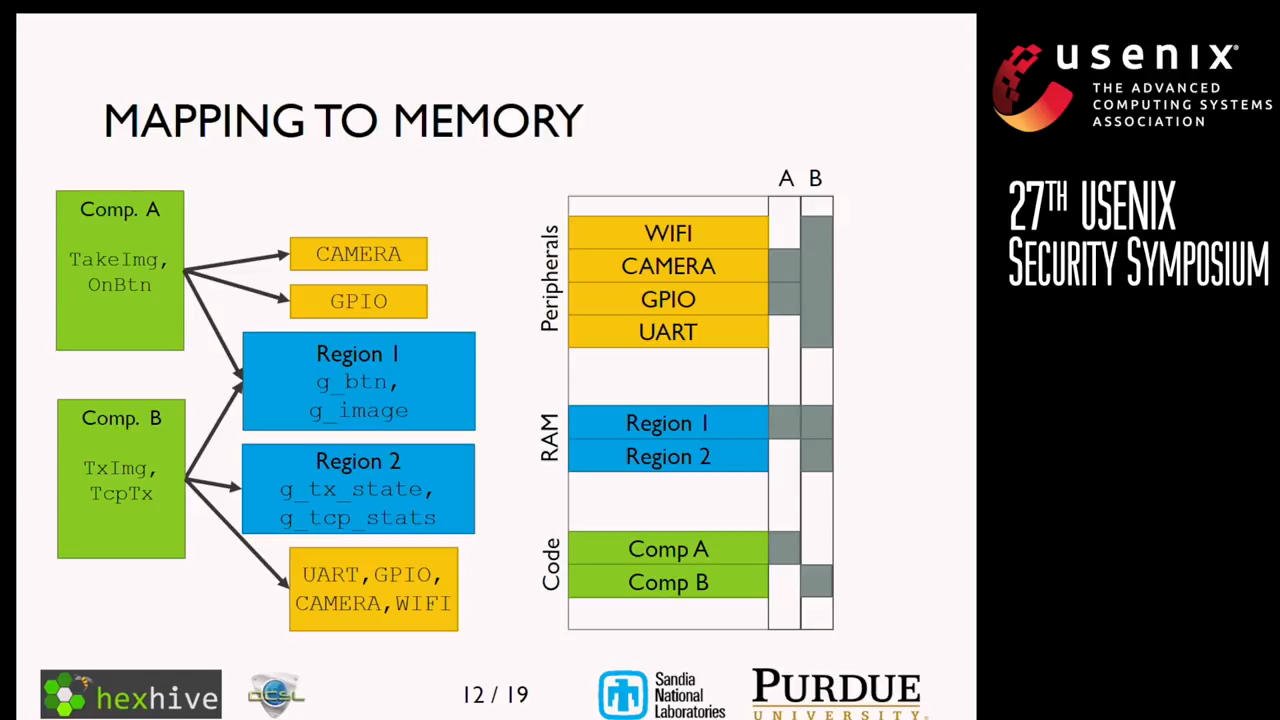 MAPPING TO MEMORY
Comp. A
TakeImg,
OnBtn
CAMERA
GPIO
Region 1
g_btn,
g_image
Comp. B
TxImg,
TcpTx
Region 2
g_tx_state,
g_tcp_stats
UART,GPIO,
CAMERA,WIFI
A B
Peripherals
WIFI
CAMERA
GPIO
UART
RAM
Region 1
Region 2
Code
Comp A
Comp B
hexhive
DCSL
12 / 19
Sandia
National
Laboratories
PURDUE
UNIVERSITY
usenix
THE ADVANCED
COMPUTING SYSTEMS
ASSOCIATION
27TH USENIX
SECURITY SYMPOSIUM